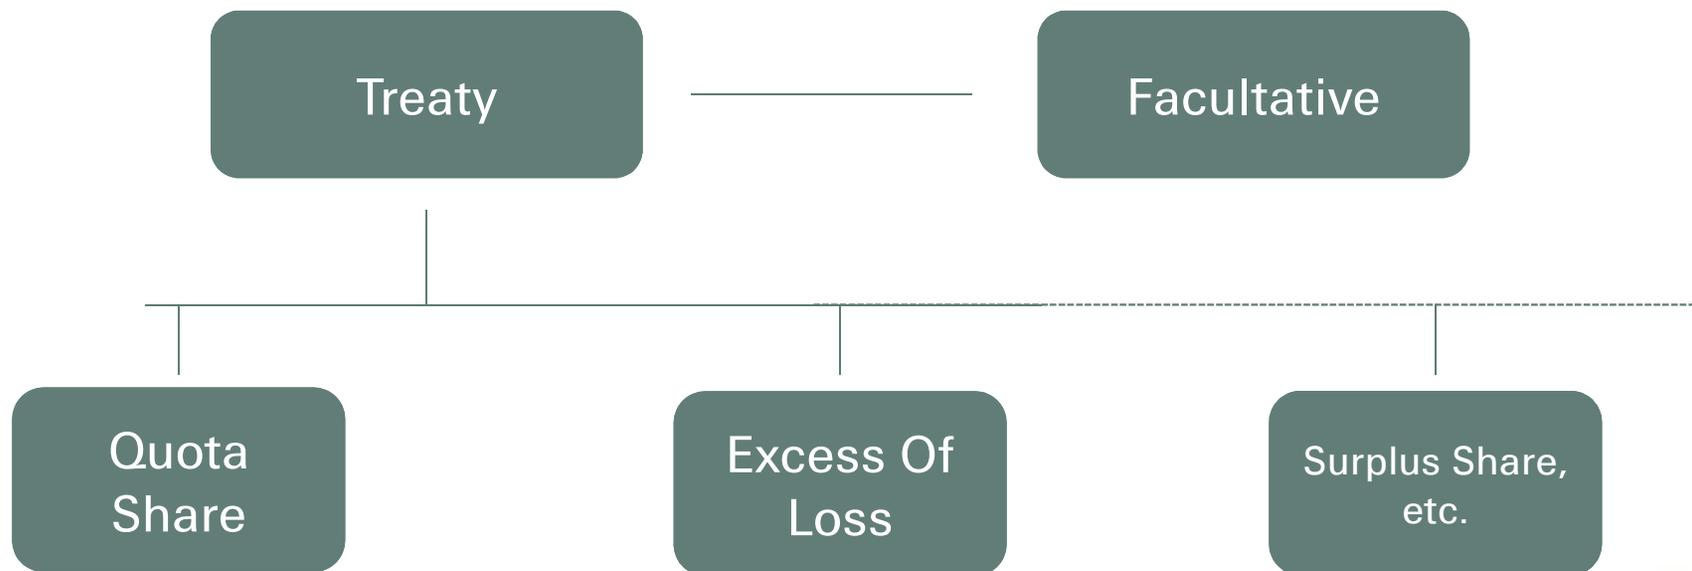 Treaty
Facultative
Quota
Share
Excess Of
Loss
Surplus Share,
etc.